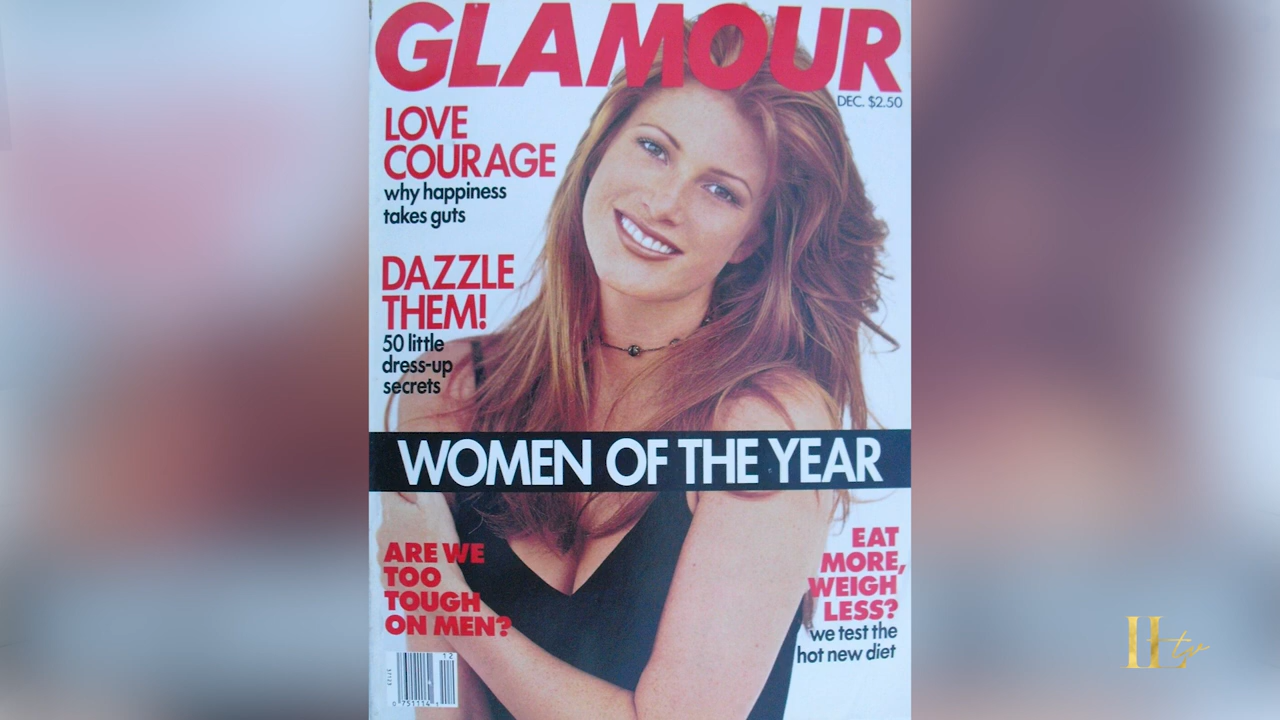 GLAMOUR
DEC. $2.50
LOVE
COURAGE
why happiness
takes guts
DAZZLE
THEM!
50 little
dress-up
secrets
WOMEN OF THE YEAR
ARE WE
TOO
TOUGH
ON MEN?
EAT
MORE,
WEIGH
LESS?
we test the
hot new diet
12